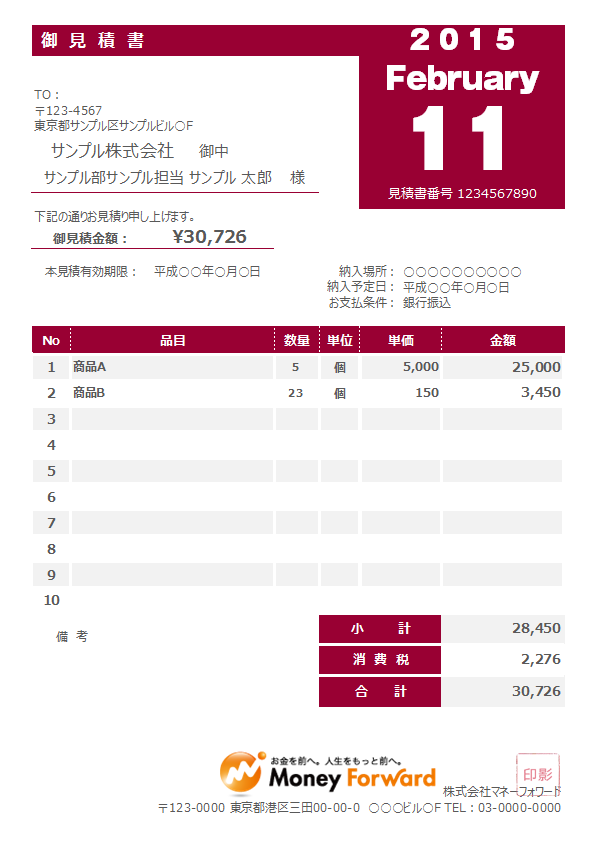 御見積書
2015
February
11
見積書番号 1234567890
TO：
〒123-4567
東京都サンプル区サンプルビル○F
サンプル株式会社 御中
サンプル部サンプル担当 サンプル 太郎 様
下記の通りお見積り申し上げます。
御見積金額： ¥30,726
本見積有効期限： 平成○○年○月○日
納入場所： ○○○○○○○○○○
納入予定日： 平成○○年○月○日
お支払条件： 銀行振込
No 品目 数量 単位 単価 金額
1 商品A 5 個 5,000 25,000
2 商品B 23 個 150 3,450
3
4
5
6
7
8
9
10
備 考
小 計 28,450
消 費 税 2,276
合 計 30,726
お金を前へ。人生をもっと前へ。
Money Forward
印影
株式会社マネーフォワード
〒123-0000 東京都港区三田00-00-0 ○○○ビル○F TEL：03-0000-0000